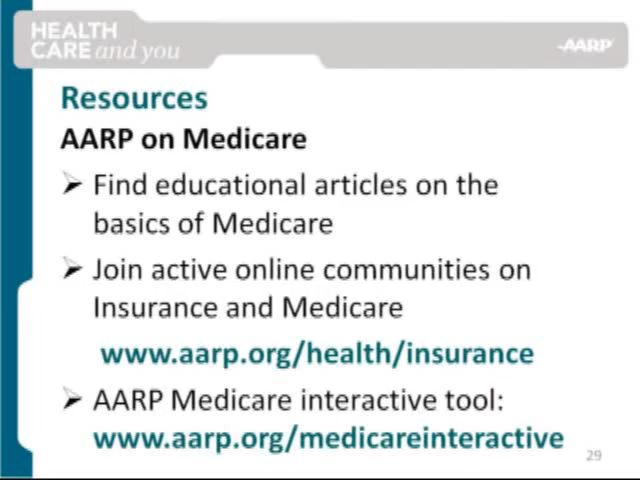 HEALTH
CARE and you
AARP
Resources
AARP on Medicare
➢ Find educational articles on the
basics of Medicare
➢ Join active online communities on
Insurance and Medicare
www.aarp.org/health/insurance
➢ AARP Medicare interactive tool:
www.aarp.org/medicareinteractive
29